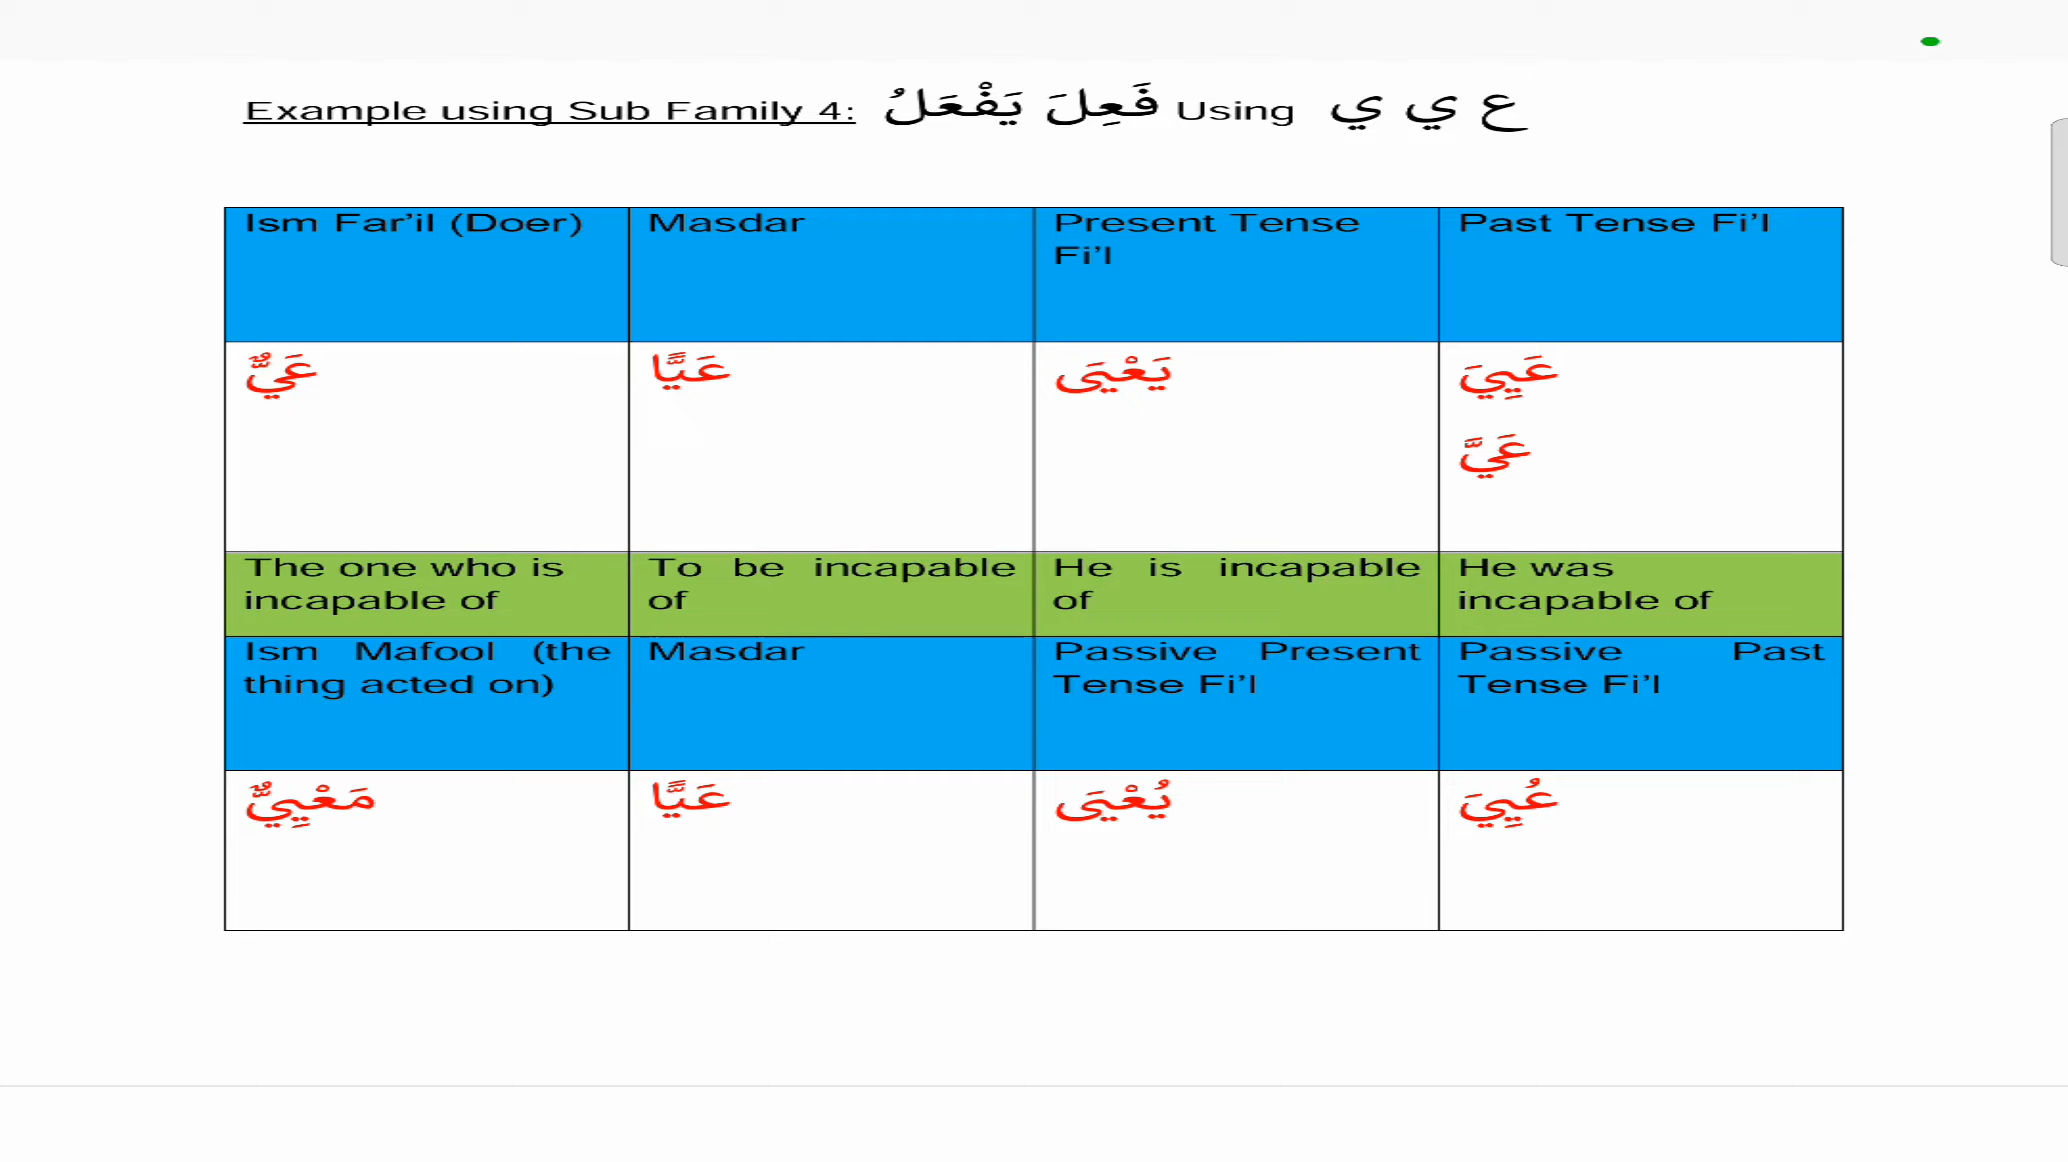 Example using Sub Family 4: فَعِلَ يَفْعَلُ Using ع ي ي
Ism Far’il (Doer)
Masdar
Present Tense
Fi’l
Past Tense Fi’l
عَيٌّ
عَيًّا
يَعْيَى
عَيِيَ
عَيَّ
The one who is
incapable of
To be incapable
of
He is incapable
of
He was
incapable of
Ism Mafool (the
thing acted on)
Masdar
Passive Present
Tense Fi’l
Passive Past
Tense Fi’l
مَعْيِيٌّ
عَيًّا
يُعْيَى
عُيِيَ